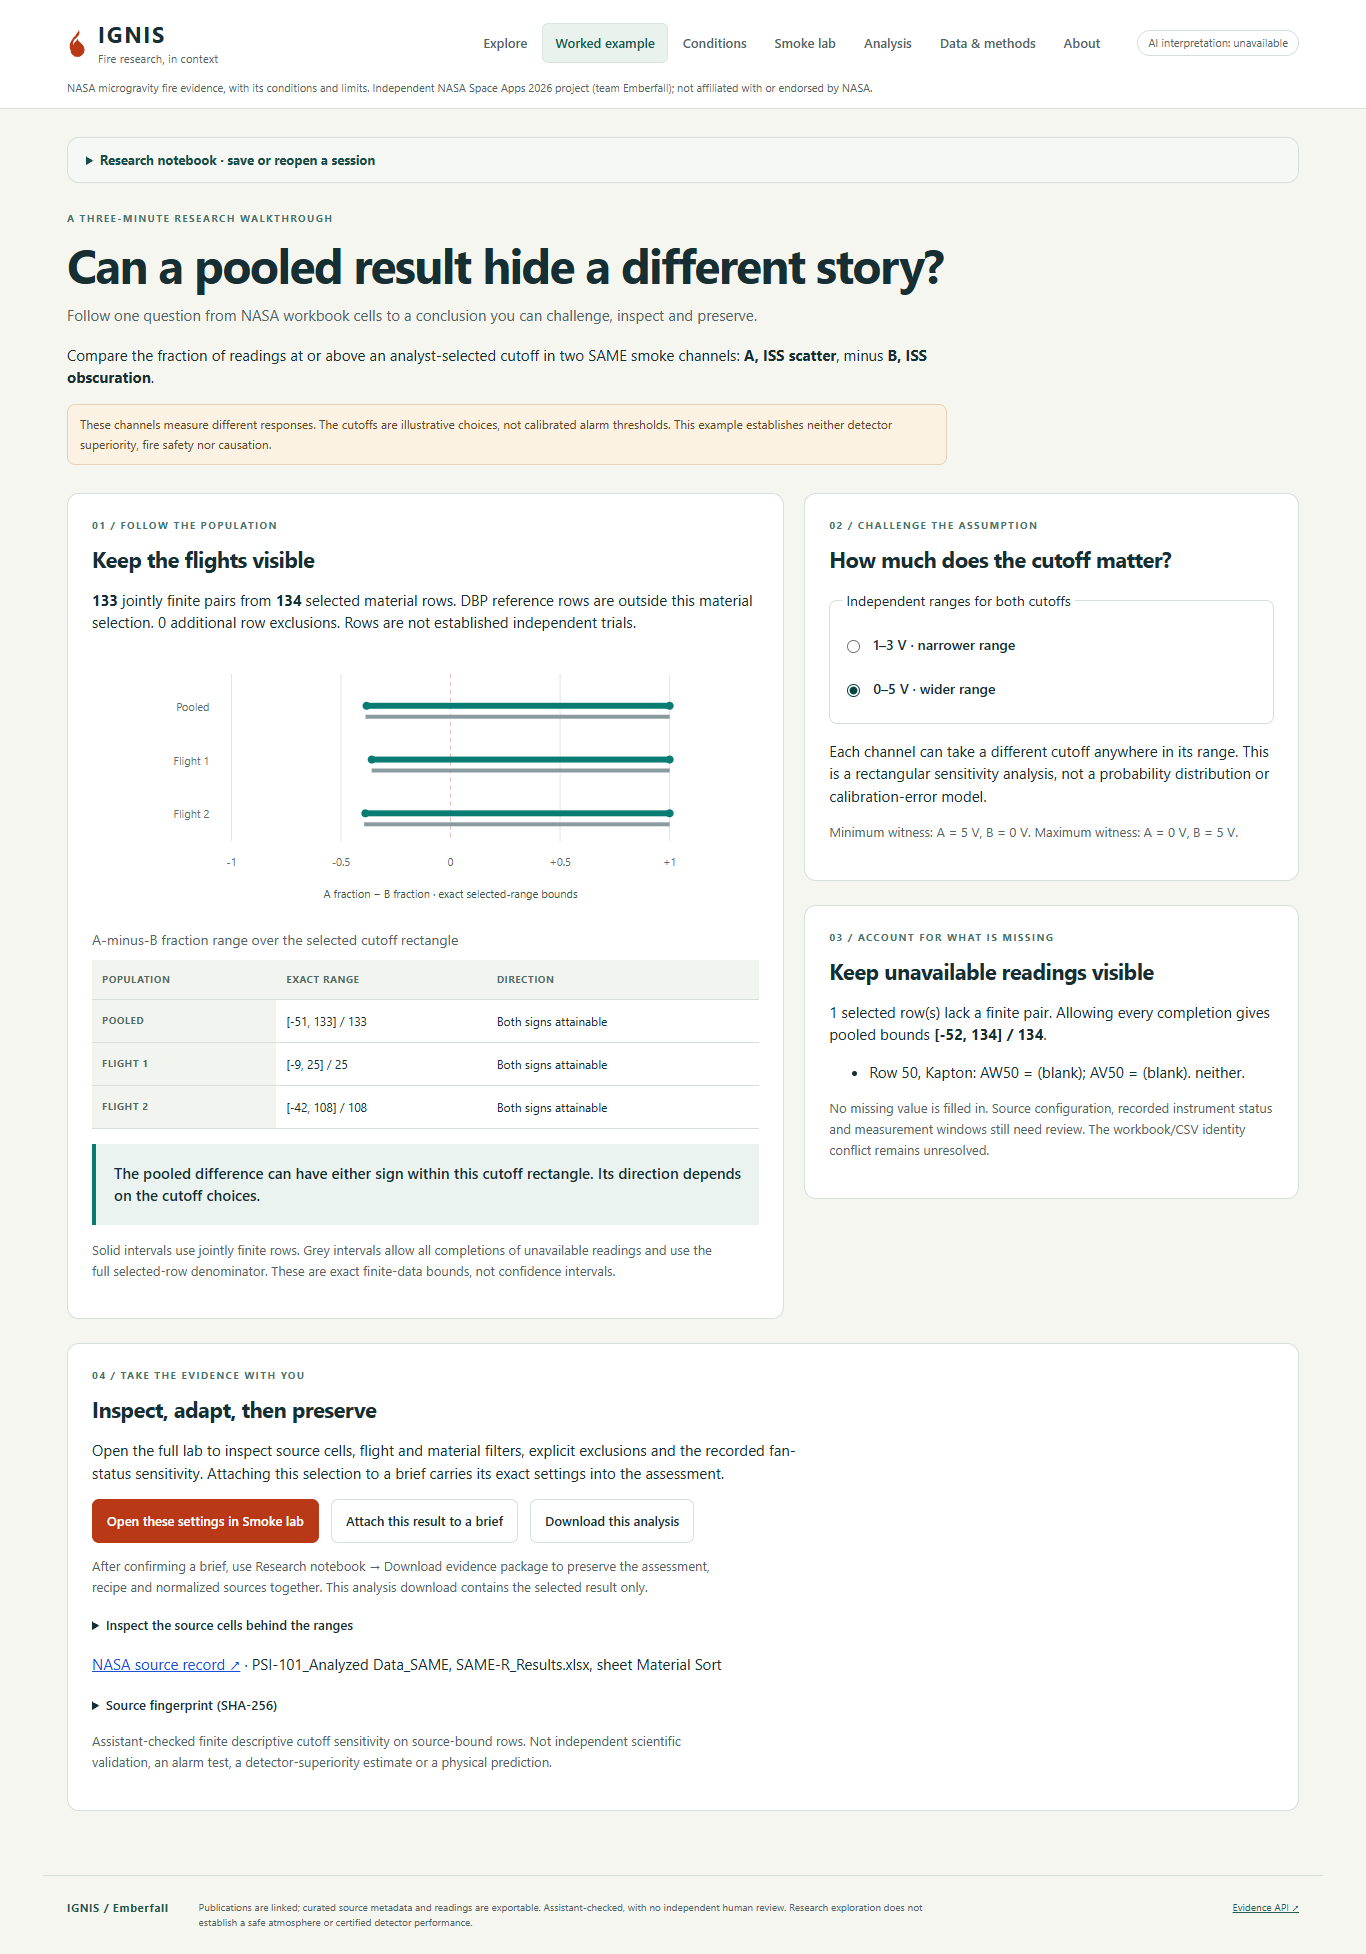 IGNIS
Fire research, in context
Explore
Worked example
Conditions
Smoke lab
Analysis
Data & methods
About
AI interpretation: unavailable
NASA microgravity fire evidence, with its conditions and limits. Independent NASA Space Apps 2026 project (team Emberfall); not affiliated with or endorsed by NASA.
Research notebook · save or reopen a session
A THREE-MINUTE RESEARCH WALKTHROUGH
Can a pooled result hide a different story?
Follow one question from NASA workbook cells to a conclusion you can challenge, inspect and preserve.
Compare the fraction of readings at or above an analyst-selected cutoff in two SAME smoke channels: A, ISS scatter, minus B, ISS
obscuration.
These channels measure different responses. The cutoffs are illustrative choices, not calibrated alarm thresholds. This example establishes neither detector
superiority, fire safety nor causation.
01 / FOLLOW THE POPULATION
Keep the flights visible
133 jointly finite pairs from 134 selected material rows. DBP reference rows are outside this material
selection. 0 additional row exclusions. Rows are not established independent trials.
Pooled
Flight 1
Flight 2
-1
-0.5
0
+0.5
+1
A fraction − B fraction · exact selected-range bounds
A-minus-B fraction range over the selected cutoff rectangle
POPULATION
EXACT RANGE
DIRECTION
POOLED
[-51, 133] / 133
Both signs attainable
FLIGHT 1
[-9, 25] / 25
Both signs attainable
FLIGHT 2
[-42, 108] / 108
Both signs attainable
The pooled difference can have either sign within this cutoff rectangle. Its direction depends
on the cutoff choices.
Solid intervals use jointly finite rows. Grey intervals allow all completions of unavailable readings and use the
full selected-row denominator. These are exact finite-data bounds, not confidence intervals.
02 / CHALLENGE THE ASSUMPTION
How much does the cutoff matter?
Independent ranges for both cutoffs
1–3 V · narrower range
0–5 V · wider range
Each channel can take a different cutoff anywhere in its range. This
is a rectangular sensitivity analysis, not a probability distribution or
calibration-error model.
Minimum witness: A = 5 V, B = 0 V. Maximum witness: A = 0 V, B = 5 V.
03 / ACCOUNT FOR WHAT IS MISSING
Keep unavailable readings visible
1 selected row(s) lack a finite pair. Allowing every completion gives
pooled bounds [-52, 134] / 134.
• Row 50, Kapton: AW50 = (blank); AV50 = (blank). neither.
No missing value is filled in. Source configuration, recorded instrument status
and measurement windows still need review. The workbook/CSV identity
conflict remains unresolved.
04 / TAKE THE EVIDENCE WITH YOU
Inspect, adapt, then preserve
Open the full lab to inspect source cells, flight and material filters, explicit exclusions and the recorded fan-
status sensitivity. Attaching this selection to a brief carries its exact settings into the assessment.
Open these settings in Smoke lab
Attach this result to a brief
Download this analysis
After confirming a brief, use Research notebook → Download evidence package to preserve the assessment,
recipe and normalized sources together. This analysis download contains the selected result only.
Inspect the source cells behind the ranges
NASA source record ↗ · PSI-101_Analyzed Data_SAME, SAME-R_Results.xlsx, sheet Material Sort
Source fingerprint (SHA-256)
Assistant-checked finite descriptive cutoff sensitivity on source-bound rows. Not independent scientific
validation, an alarm test, a detector-superiority estimate or a physical prediction.
IGNIS / Emberfall
Publications are linked; curated source metadata and readings are exportable. Assistant-checked, with no independent human review. Research exploration does not
establish a safe atmosphere or certified detector performance.
Evidence API ↗